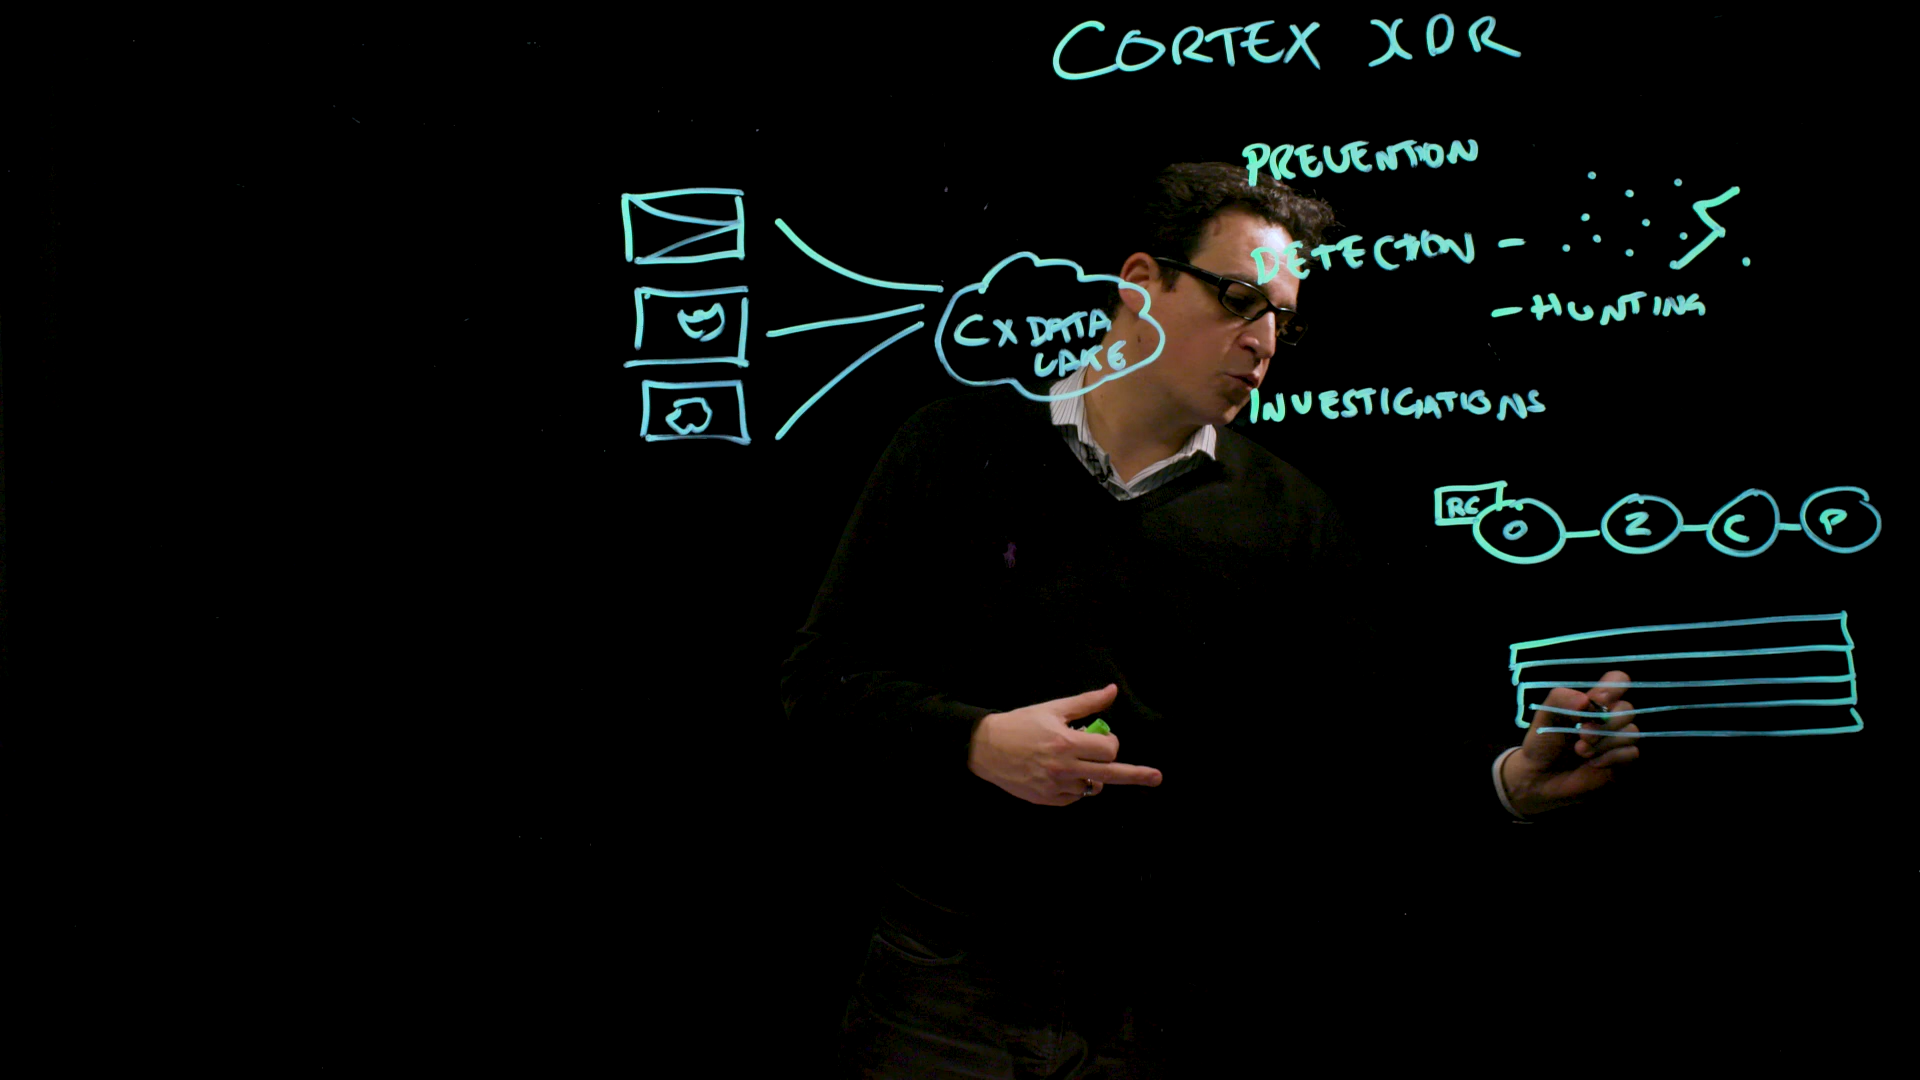 CORTEX XDR
PREVENTION
DETECTION -
- HUNTING
CX DATA
LAKE
INVESTIGATIONS
RC
O - Z - C - P